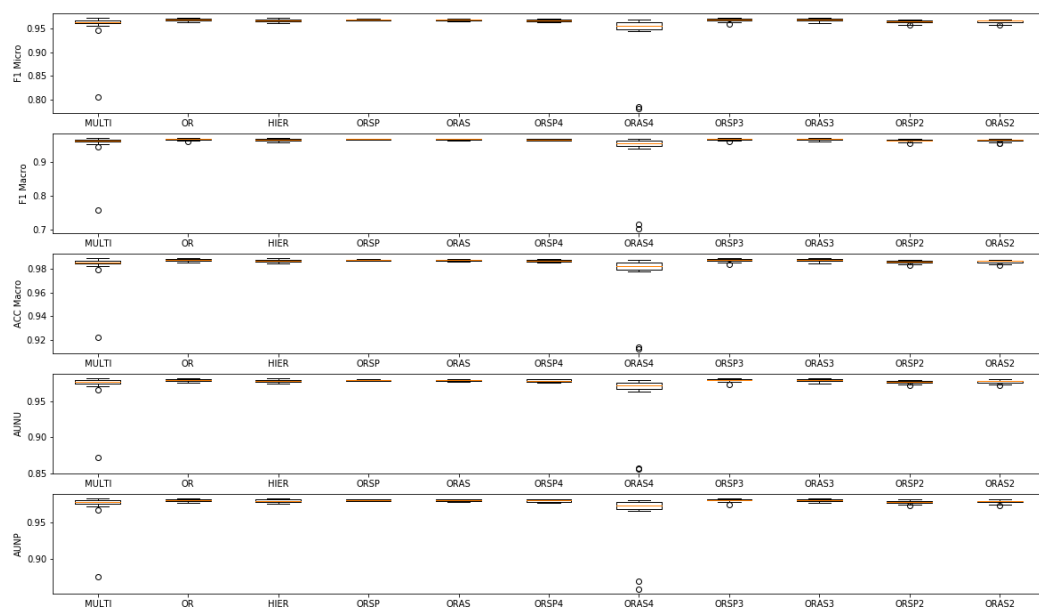 F1 Micro
0.95
0.90
0.85
0.80
MULTI OR HIER ORSP ORAS ORSP4 ORAS4 ORSP3 ORAS3 ORSP2 ORAS2
F1 Macro
0.9
0.8
0.7
MULTI OR HIER ORSP ORAS ORSP4 ORAS4 ORSP3 ORAS3 ORSP2 ORAS2
ACC Macro
0.98
0.96
0.94
0.92
MULTI OR HIER ORSP ORAS ORSP4 ORAS4 ORSP3 ORAS3 ORSP2 ORAS2
AUNU
0.95
0.90
0.85
MULTI OR HIER ORSP ORAS ORSP4 ORAS4 ORSP3 ORAS3 ORSP2 ORAS2
AUNP
0.95
0.90
MULTI OR HIER ORSP ORAS ORSP4 ORAS4 ORSP3 ORAS3 ORSP2 ORAS2